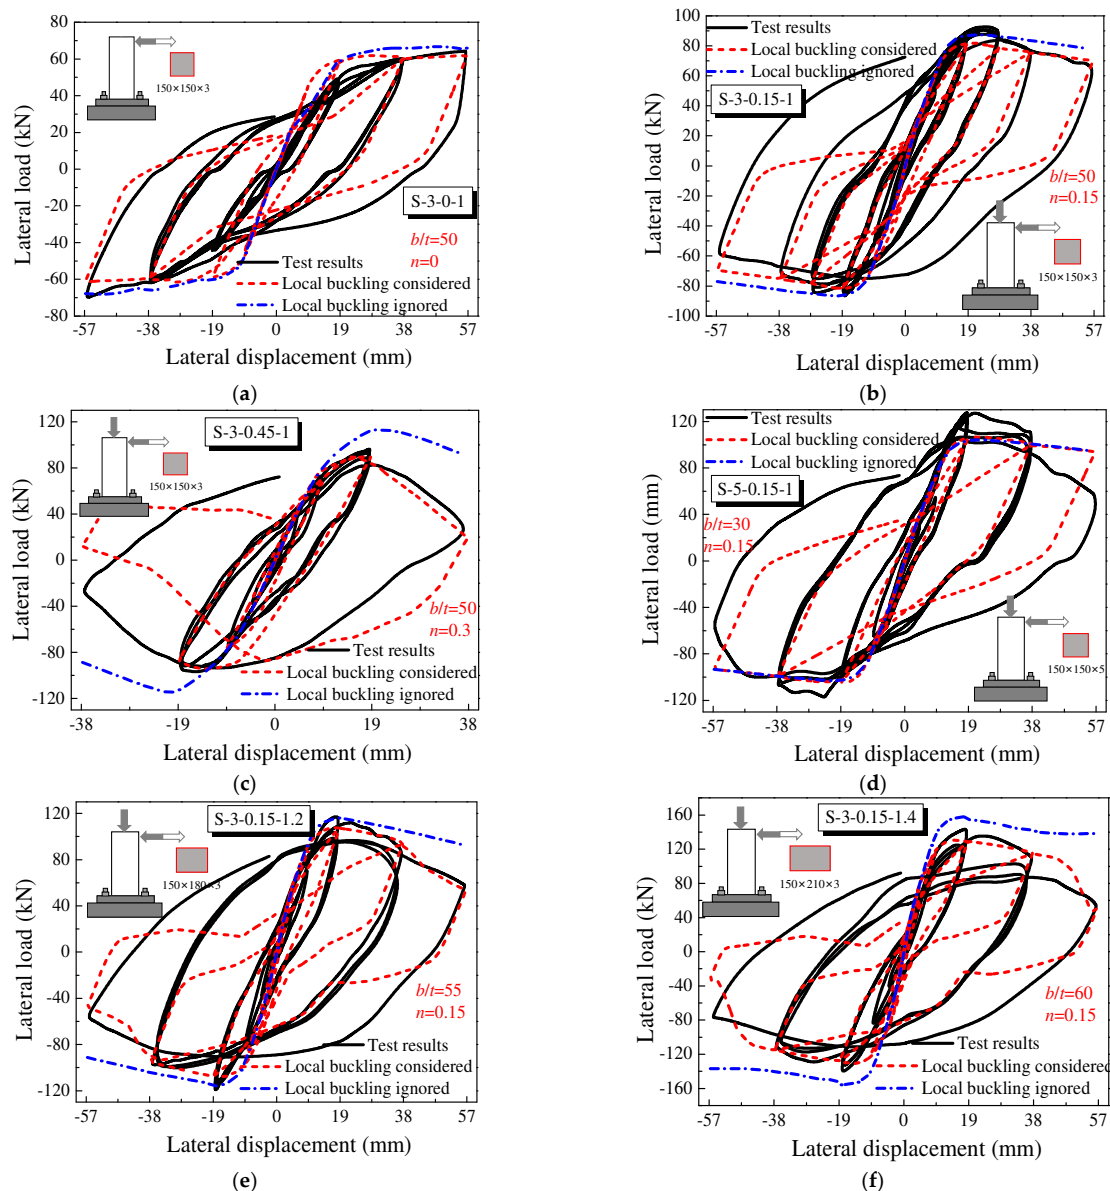 80
60
40
20
0
-20
-40
-60
-80
Lateral load (kN)
150×150×3
S-3-0-1
b/t=50
n=0
Test results
Local buckling considered
Local buckling ignored
-57 -38 -19 0 19 38 57
Lateral displacement (mm)
(a)
100
80
60
40
20
0
-20
-40
-60
-80
-100
Lateral load (kN)
Test results
Local buckling considered
Local buckling ignored
S-3-0.15-1
b/t=50
n=0.15
150×150×3
-57 -38 -19 0 19 38 57
Lateral displacement (mm)
(b)
120
80
40
0
-40
-80
-120
Lateral load (kN)
S-3-0.45-1
150×150×3
b/t=50
n=0.3
Test results
Local buckling considered
Local buckling ignored
-38 -19 0 19 38
Lateral displacement (mm)
(c)
120
80
40
0
-40
-80
-120
Lateral load (mm)
Test results
Local buckling considered
Local buckling ignored
S-5-0.15-1
b/t=30
n=0.15
150×150×5
-57 -38 -19 0 19 38 57
Lateral displacement (mm)
(d)
120
80
40
0
-40
-80
-120
Lateral load (kN)
S-3-0.15-1.2
150×180×3
b/t=55
n=0.15
Test results
Local buckling considered
Local buckling ignored
-57 -38 -19 0 19 38 57
Lateral displacement (mm)
(e)
160
120
80
40
0
-40
-80
-120
-160
Lateral load (kN)
S-3-0.15-1.4
150×210×3
b/t=60
n=0.15
Test results
Local buckling considered
Local buckling ignored
-57 -38 -19 0 19 38 57
Lateral displacement (mm)
(f)